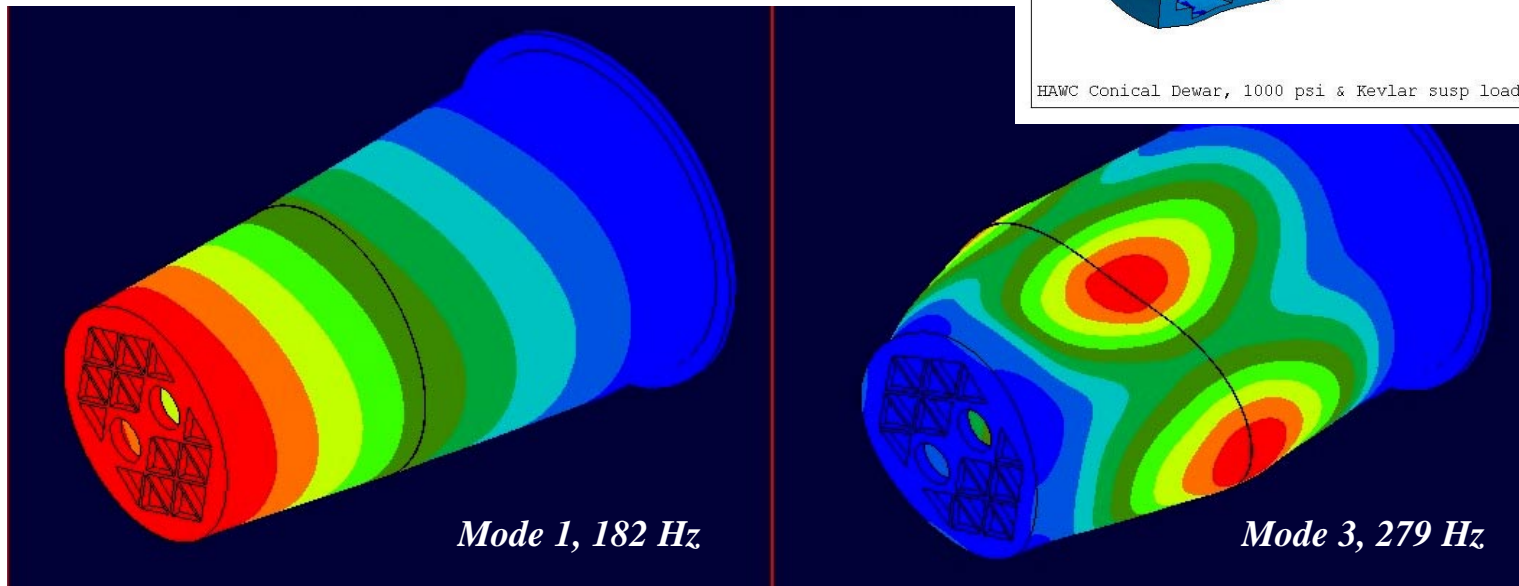 HAWC Conical Dewar, 1000 psi & Kevlar susp load
Mode 1, 182 Hz
Mode 3, 279 Hz